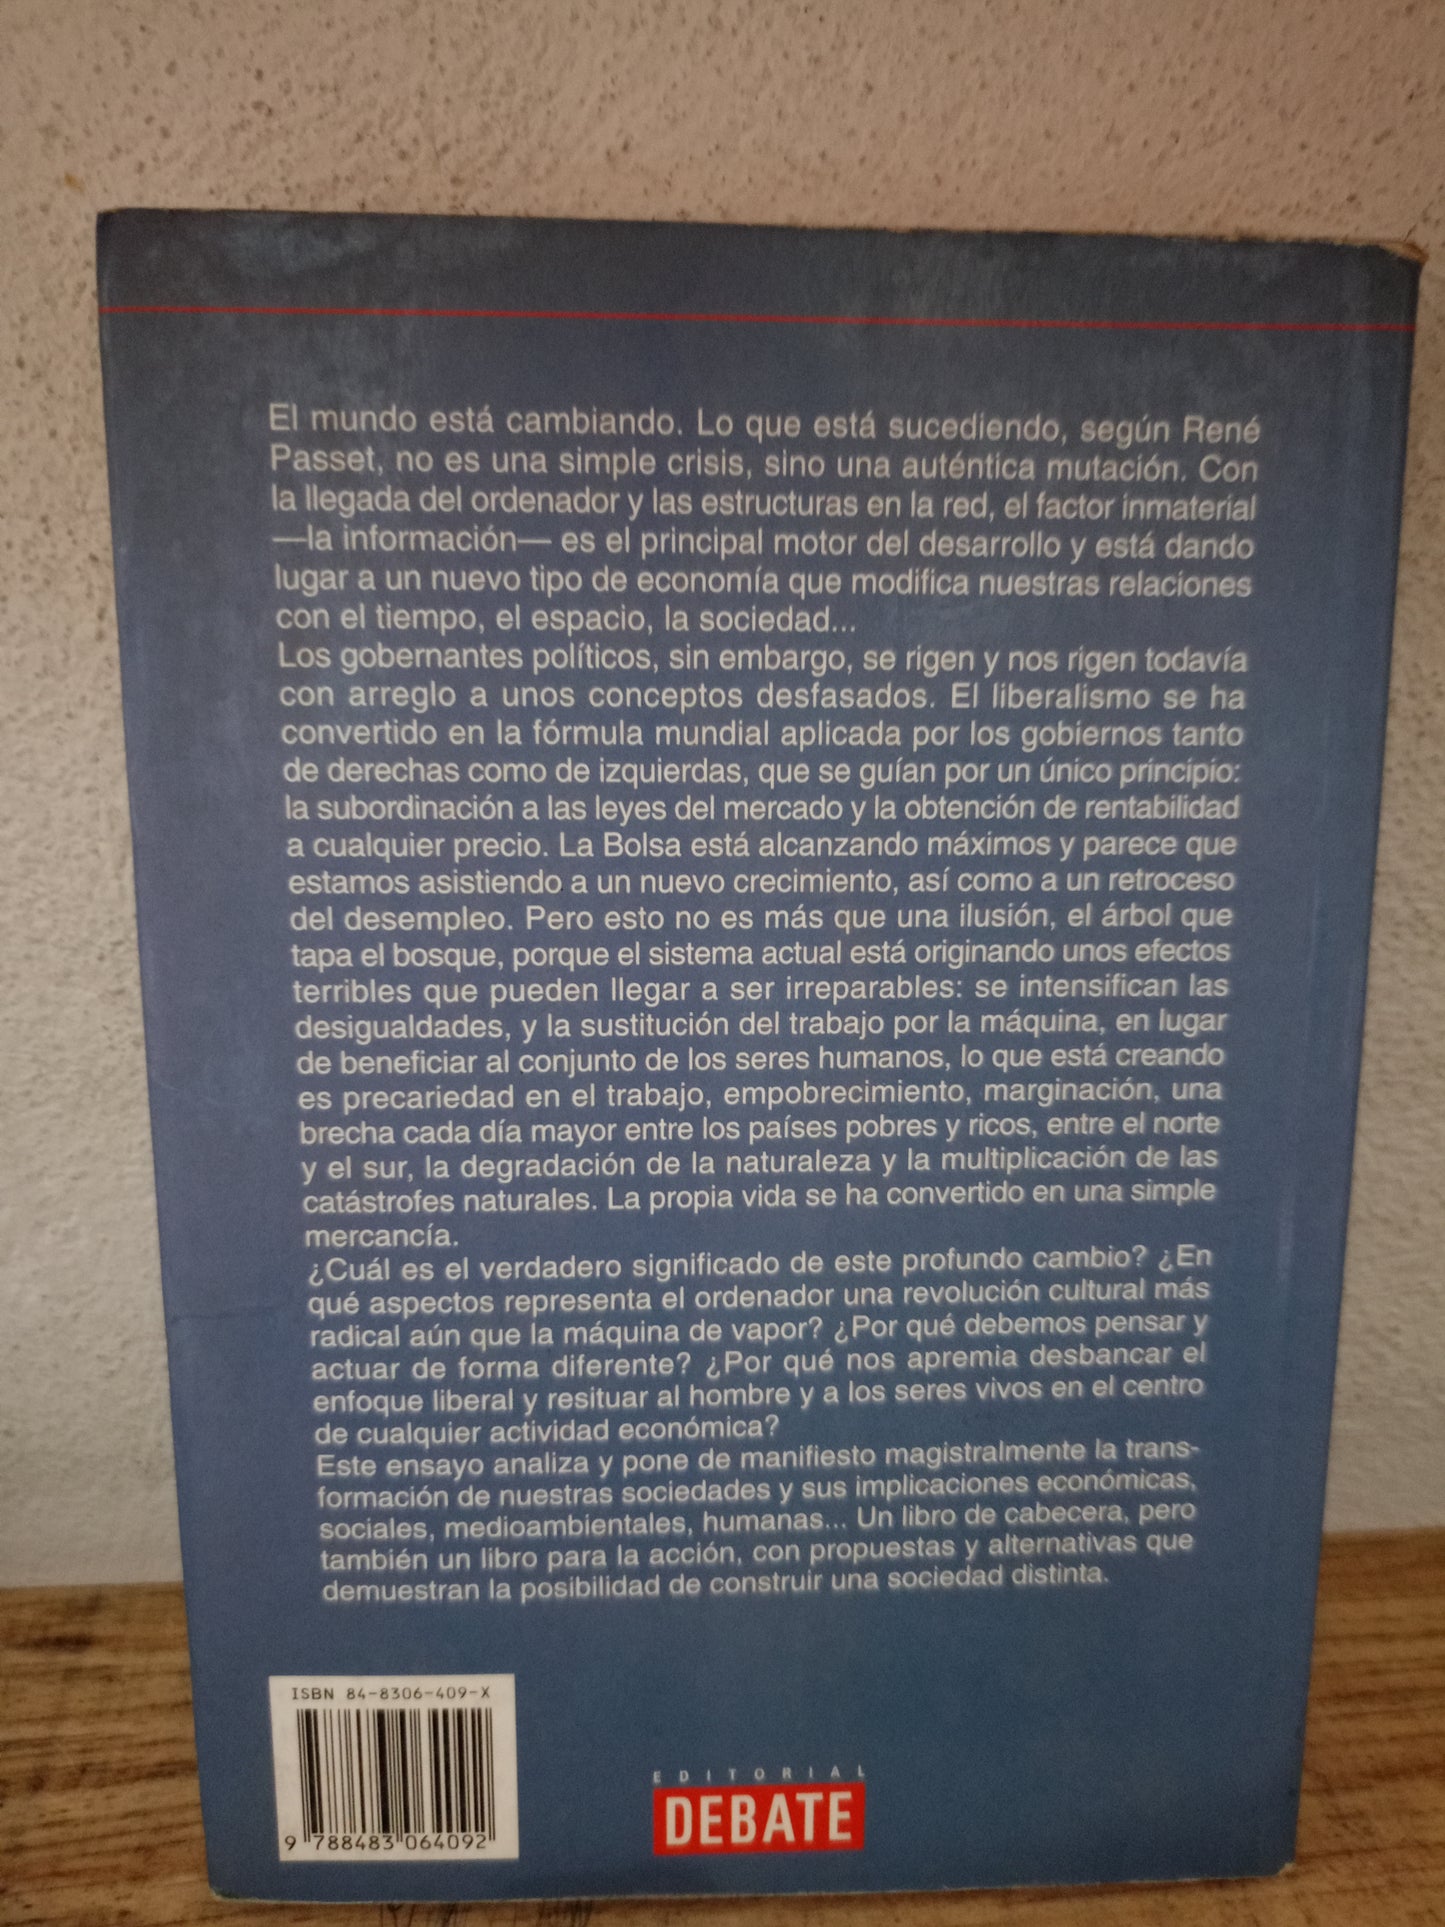 El mundo está cambiando. Lo que está sucediendo, según René
Passet, no es una simple crisis, sino una auténtica mutación. Con
la llegada del ordenador y las estructuras en la red, el factor inmaterial
—la información— es el principal motor del desarrollo y está dando
lugar a un nuevo tipo de economía que modifica nuestras relaciones
con el tiempo, el espacio, la sociedad...
Los gobernantes políticos, sin embargo, se rigen y nos rigen todavía
con arreglo a unos conceptos desfasados. El liberalismo se ha
convertido en la fórmula mundial aplicada por los gobiernos tanto
de derechas como de izquierdas, que se guían por un único principio:
la subordinación a las leyes del mercado y la obtención de rentabilidad
a cualquier precio. La Bolsa está alcanzando máximos y parece que
estamos asistiendo a un nuevo crecimiento, así como a un retroceso
del desempleo. Pero esto no es más que una ilusión, el árbol que
tapa el bosque, porque el sistema actual está originando unos efectos
terribles que pueden llegar a ser irreparables: se intensifican las
desigualdades, y la sustitución del trabajo por la máquina, en lugar
de beneficiar al conjunto de los seres humanos, lo que está creando
es precariedad en el trabajo, empobrecimiento, marginación, una
brecha cada día mayor entre los países pobres y ricos, entre el norte
y el sur, la degradación de la naturaleza y la multiplicación de las
catástrofes naturales. La propia vida se ha convertido en una simple
mercancía.
¿Cuál es el verdadero significado de este profundo cambio? ¿En
qué aspectos representa el ordenador una revolución cultural más
radical aún que la máquina de vapor? ¿Por qué debemos pensar y
actuar de forma diferente? ¿Por qué nos apremia desbancar el
enfoque liberal y resituar al hombre y a los seres vivos en el centro
de cualquier actividad económica?
Este ensayo analiza y pone de manifiesto magistralmente la trans-
formación de nuestras sociedades y sus implicaciones económicas,
sociales, medioambientales, humanas... Un libro de cabecera, pero
también un libro para la acción, con propuestas y alternativas que
demuestran la posibilidad de construir una sociedad distinta.
ISBN 84-8306-409-X
9 788483 064092
EDITORIAL
DEBATE